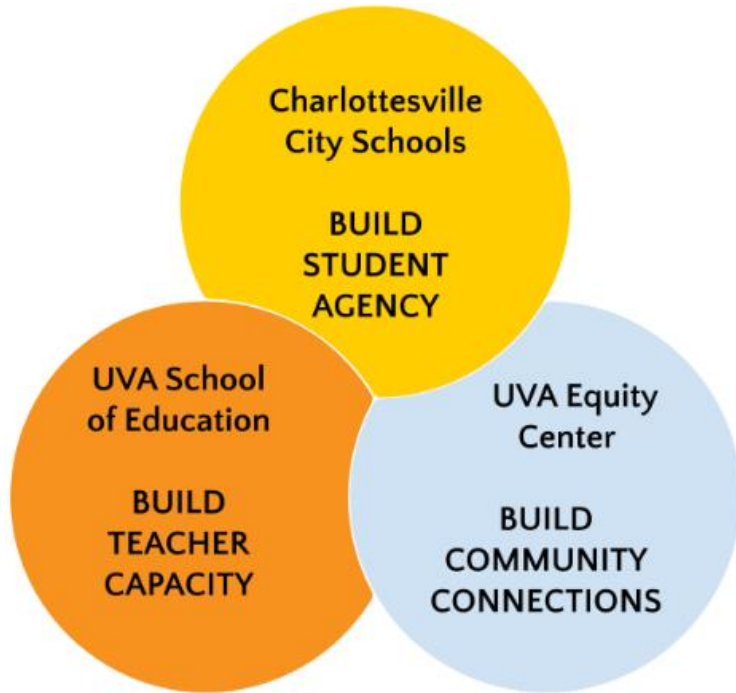 Charlottesville
City Schools
BUILD
STUDENT
AGENCY
UVA School
of Education
BUILD
TEACHER
CAPACITY
UVA Equity
Center
BUILD
COMMUNITY
CONNECTIONS